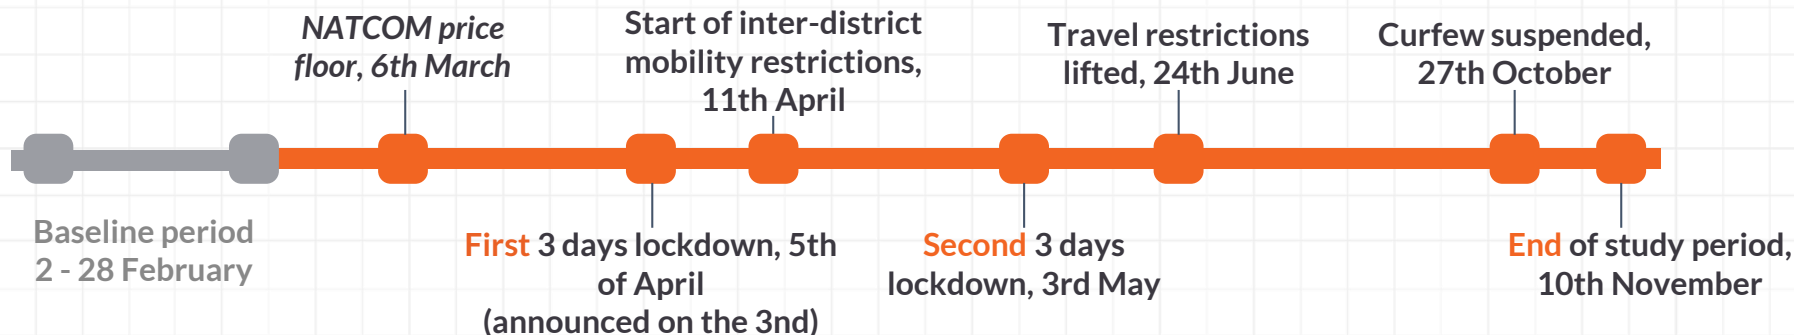 NATCOM price
floor, 6th March
Start of inter-district
mobility restrictions,
11th April
Travel restrictions
lifted, 24th June
Curfew suspended,
27th October
Baseline period
2 - 28 February
First 3 days lockdown, 5th
of April
(announced on the 3nd)
Second 3 days
lockdown, 3rd May
End of study period,
10th November